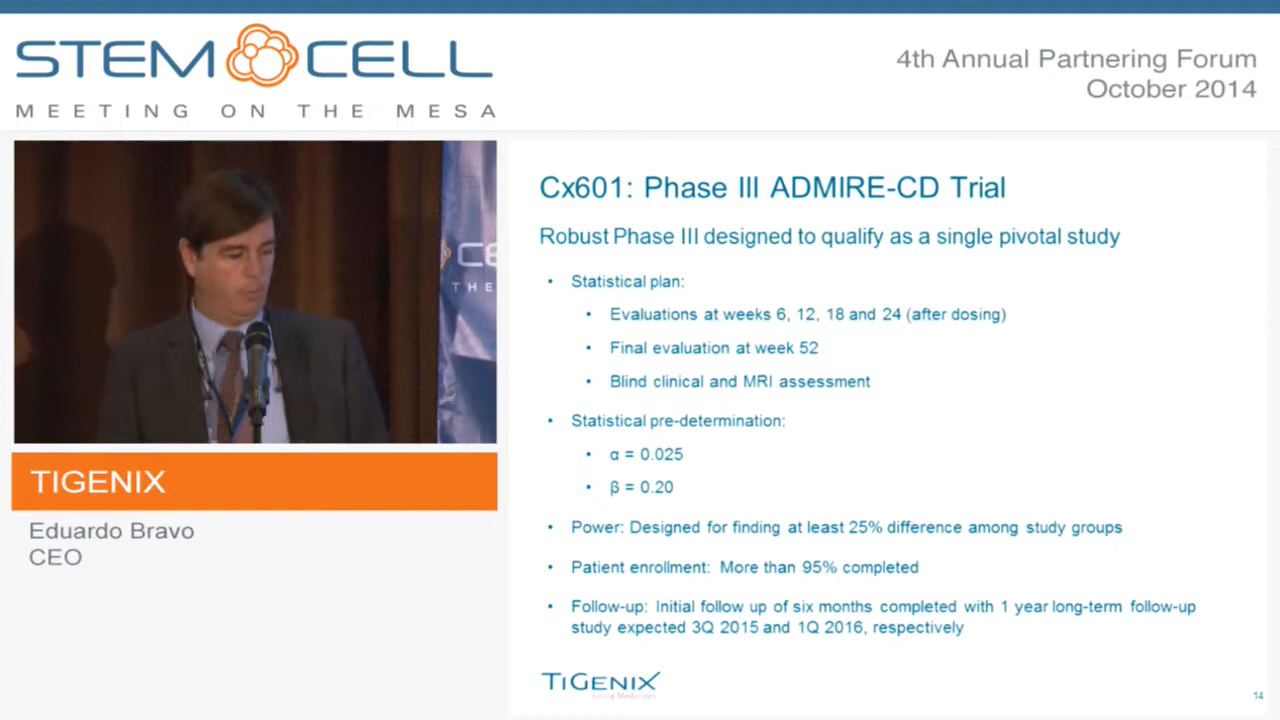 STEM CELL
MEETING ON THE MESA
4th Annual Partnering Forum
October 2014
CE
THE
TIGENIX
Eduardo Bravo
CEO
Cx601: Phase III ADMIRE-CD Trial
Robust Phase III designed to qualify as a single pivotal study
• Statistical plan:
• Evaluations at weeks 6, 12, 18 and 24 (after dosing)
• Final evaluation at week 52
• Blind clinical and MRI assessment
• Statistical pre-determination:
• α = 0.025
• β = 0.20
• Power: Designed for finding at least 25% difference among study groups
• Patient enrollment: More than 95% completed
• Follow-up: Initial follow up of six months completed with 1 year long-term follow-up
study expected 3Q 2015 and 1Q 2016, respectively
TiGENIX
Living Medicines
14